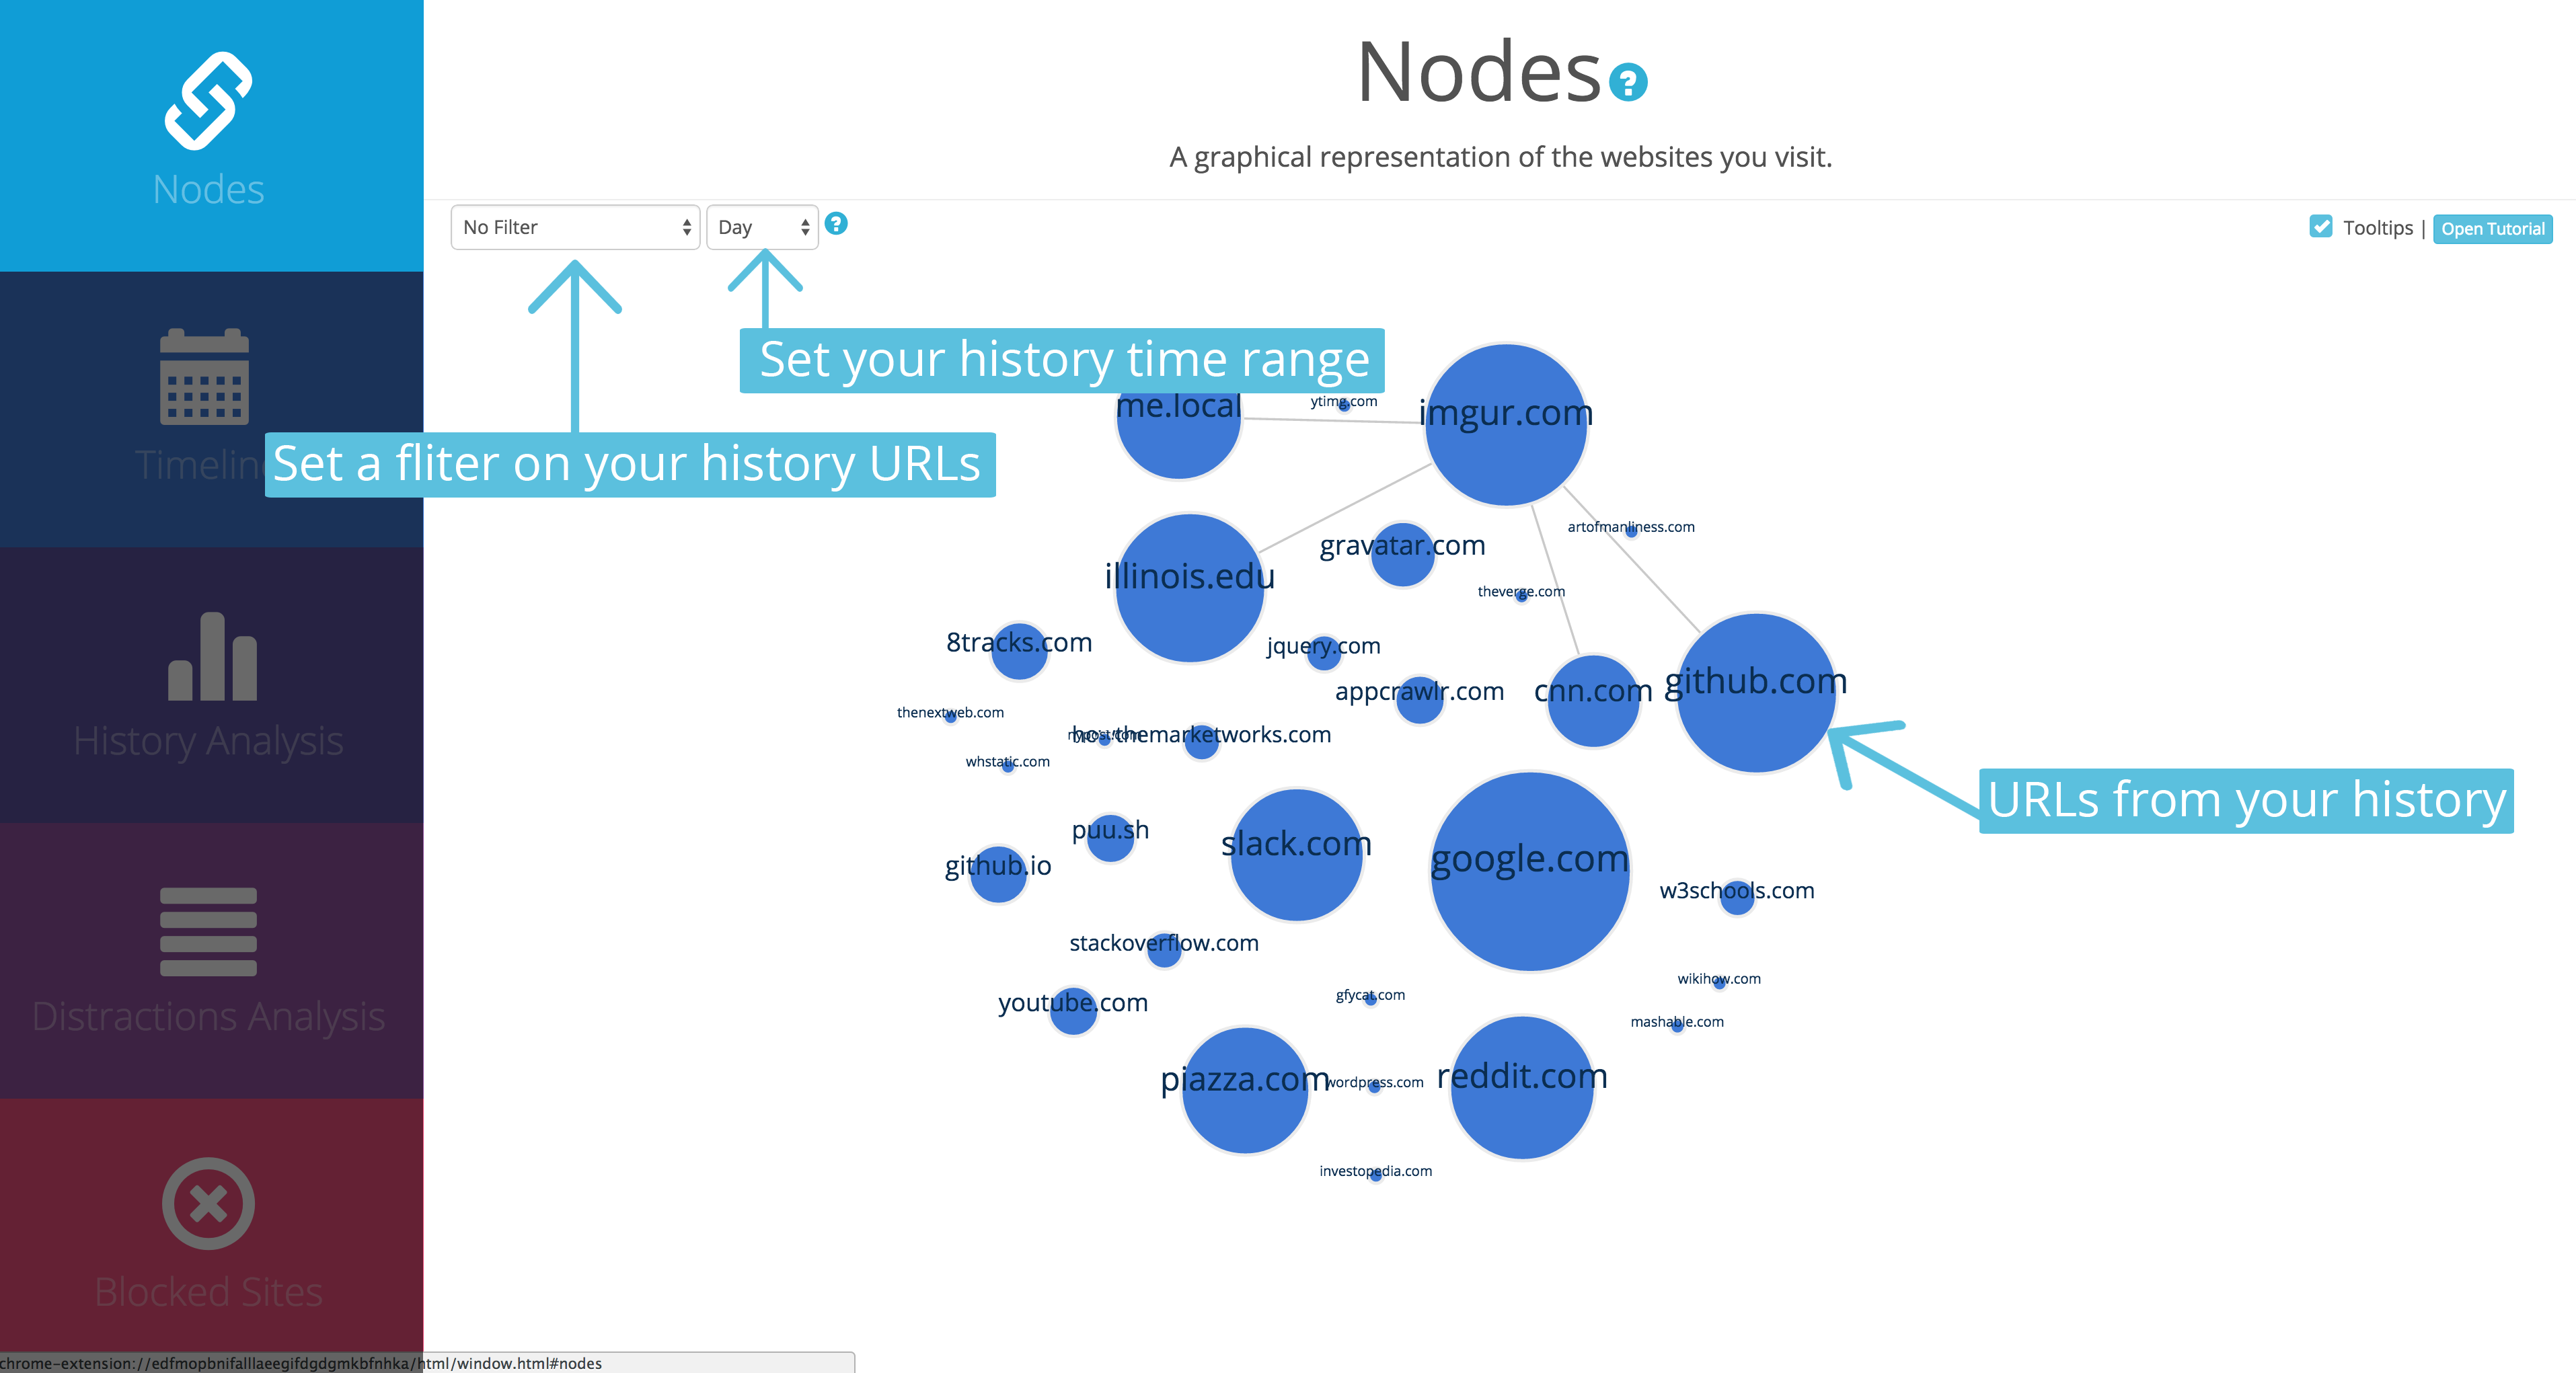 Nodes
A graphical representation of the websites you visit.
Nodes
No Filter
Day
Tooltips |
Open Tutorial
Set your history time range
me.local
ytimg.com
imgur.com
Timeline
Set a fliter on your history URLs
artofmanliness.com
gravatar.com
illinois.edu
theverge.com
8tracks.com
jquery.com
appcrawlr.com
cnn.com
github.com
thenextweb.com
History Analysis
nypost.com
howthemarketworks.com
whstatic.com
URLs from your history
puu.sh
slack.com
google.com
github.io
w3schools.com
stackoverflow.com
wikihow.com
youtube.com
gfycat.com
Distractions Analysis
mashable.com
piazza.com
wordpress.com
reddit.com
investopedia.com
Blocked Sites
chrome-extension://edfmopbnifalllaeegifdgdgmkbfnhka/html/window.html#nodes